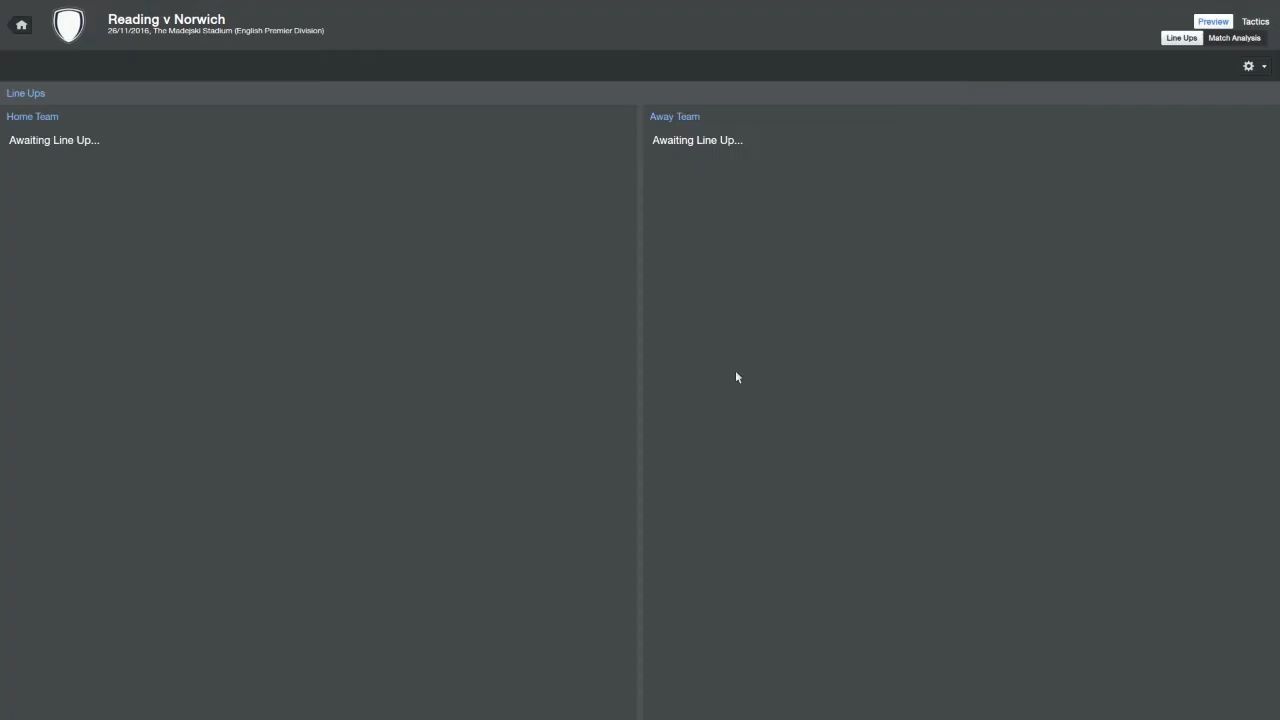 Reading v Norwich
26/11/2016, The Madejski Stadium (English Premier Division)
Preview
Tactics
Line Ups
Match Analysis
Line Ups
Home Team
Away Team
Awaiting Line Up...
Awaiting Line Up...